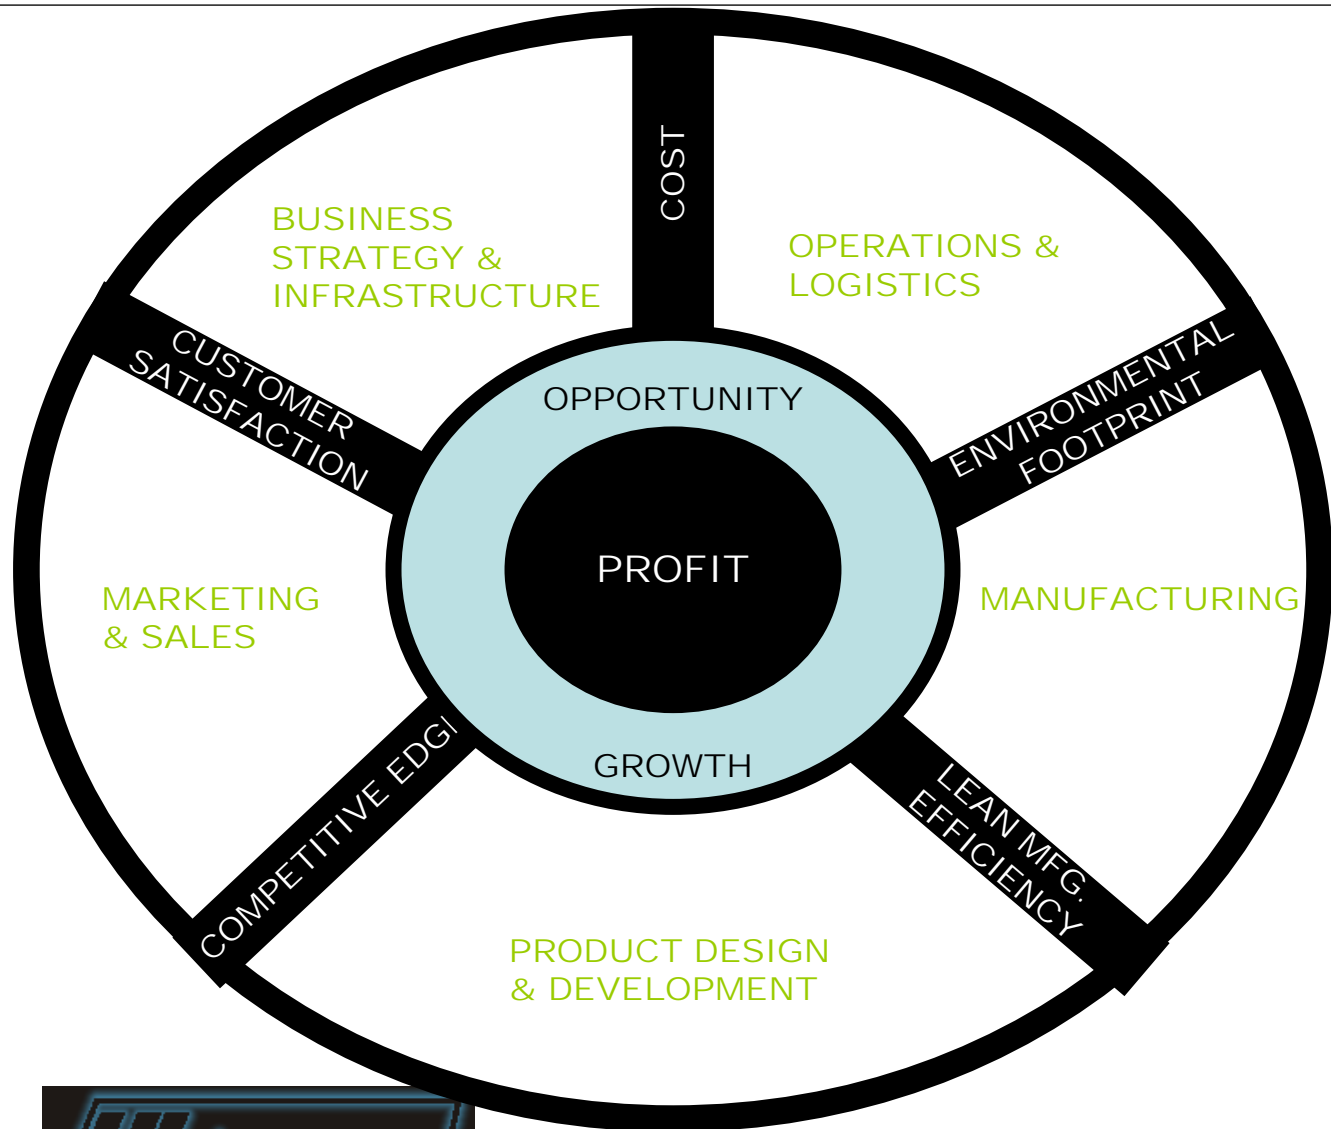 COST
BUSINESS
STRATEGY &
INFRASTRUCTURE
OPERATIONS &
LOGISTICS
CUSTOMER
SATISFACTION
ENVIRONMENTAL
FOOTPRINT
OPPORTUNITY
PROFIT
GROWTH
MARKETING
& SALES
MANUFACTURING
COMPETITIVE EDG
LEAN MFG.
EFFICIENCY
PRODUCT DESIGN
& DEVELOPMENT